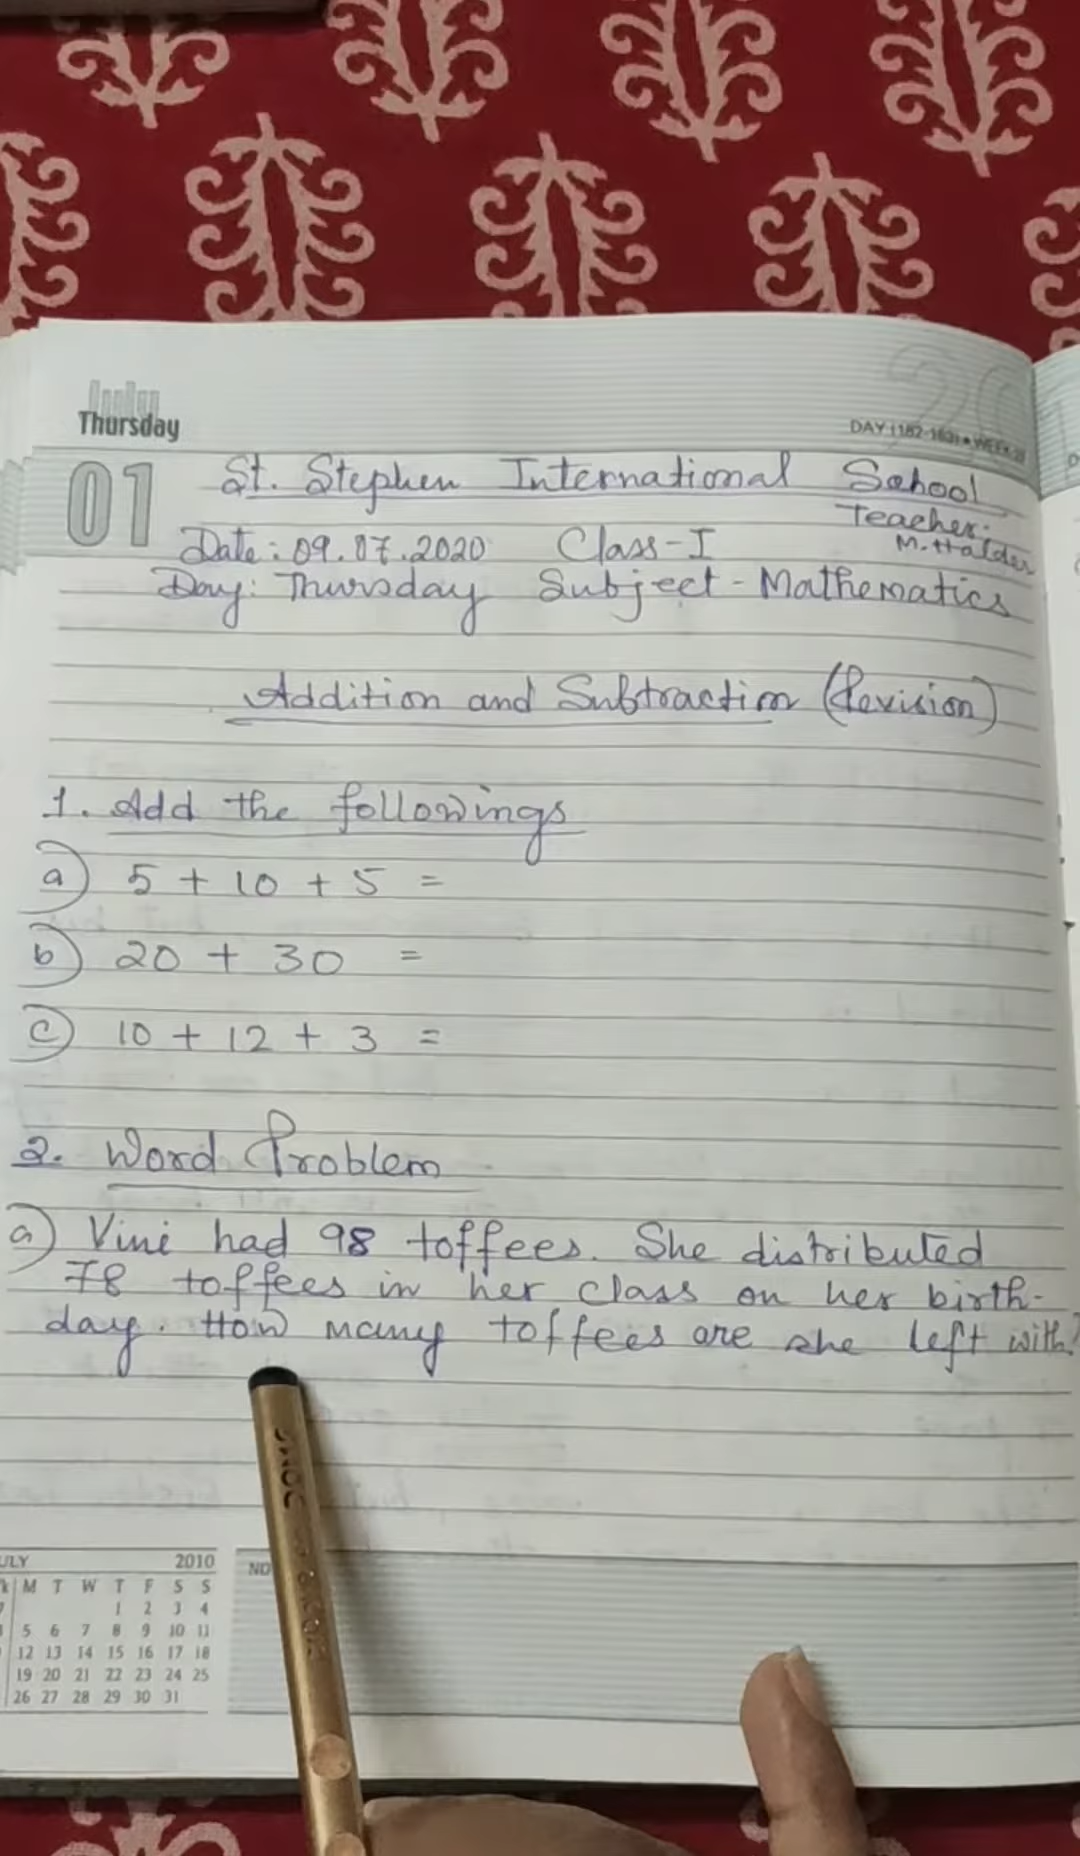 July
Thursday
01
DAY (182-183) • WEEK
St. Stephen International School
Teacher:
M. Halder
Date: 09.07.2020 Class-I
Day: Thursday Subject - Mathematics
Addition and Subtraction (Revision)
1. Add the followings
a) 5 + 10 + 5 =
b) 20 + 30 =
c) 10 + 12 + 3 =
2. Word Problem
a) Vini had 98 toffees. She distributed
78 toffees in her class on her birth-
day. How many toffees are she left with?
JULY 2010
M T W T F S S
1 2 3 4
5 6 7 8 9 10 11
12 13 14 15 16 17 18
19 20 21 22 23 24 25
26 27 28 29 30 31